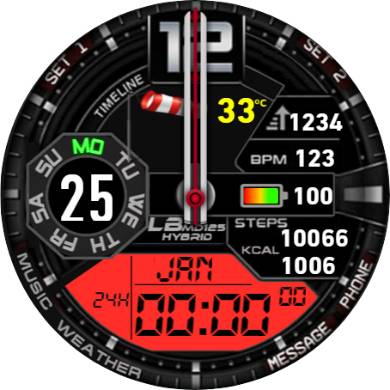 12
SET 1
SET 2
TIMELINE
33°C
1234
BPM 123
MO
TU
WE
TH
FR
SA
SU
25
100
LB MD125
HYBRID
STEPS
10066
KCAL
1006
JAN
24H 00:00 00
MUSIC
WEATHER
MESSAGE
PHONE